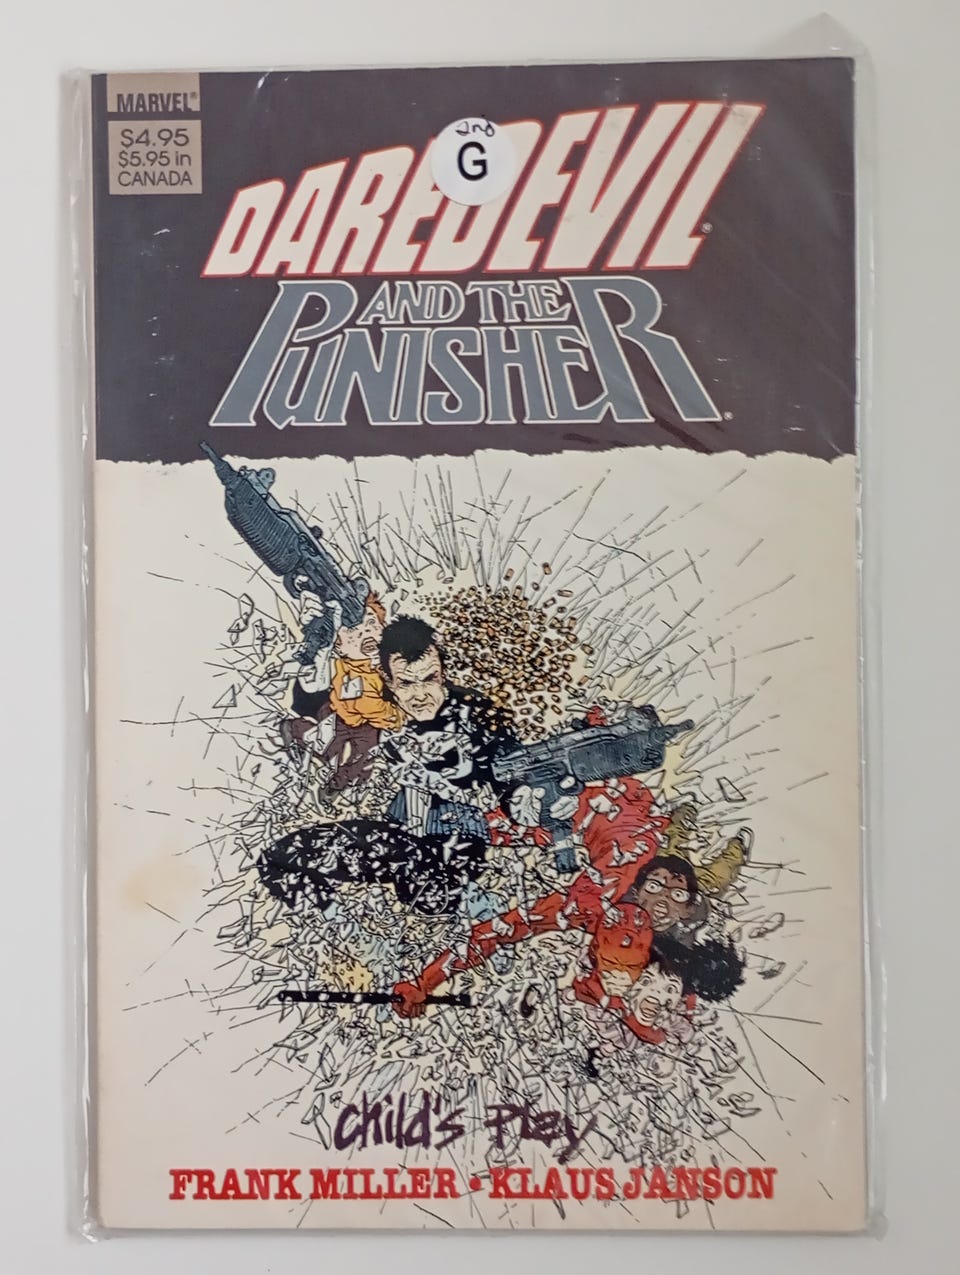 MARVEL®
$4.95
$5.95 in
CANADA
2nd
G
DAREDEVIL®
AND THE
PUNISHER®
Child's Play
FRANK MILLER • KLAUS JANSON